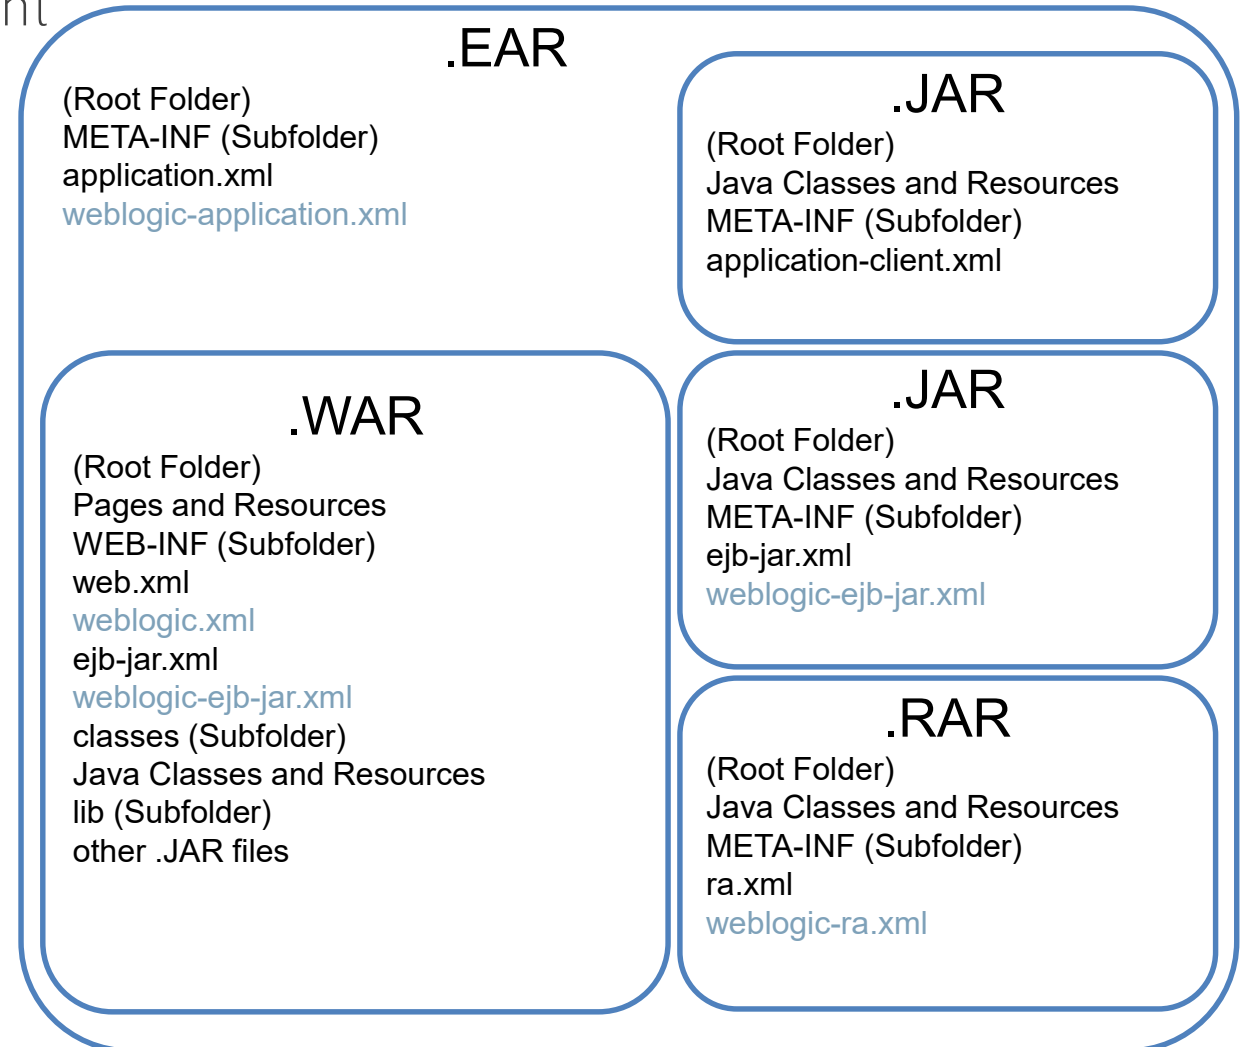 .EAR
(Root Folder)
META-INF (Subfolder)
application.xml
weblogic-application.xml
.JAR
(Root Folder)
Java Classes and Resources
META-INF (Subfolder)
application-client.xml
.WAR
(Root Folder)
Pages and Resources
WEB-INF (Subfolder)
web.xml
weblogic.xml
ejb-jar.xml
weblogic-ejb-jar.xml
classes (Subfolder)
Java Classes and Resources
lib (Subfolder)
other .JAR files
.JAR
(Root Folder)
Java Classes and Resources
META-INF (Subfolder)
ejb-jar.xml
weblogic-ejb-jar.xml
.RAR
(Root Folder)
Java Classes and Resources
META-INF (Subfolder)
ra.xml
weblogic-ra.xml